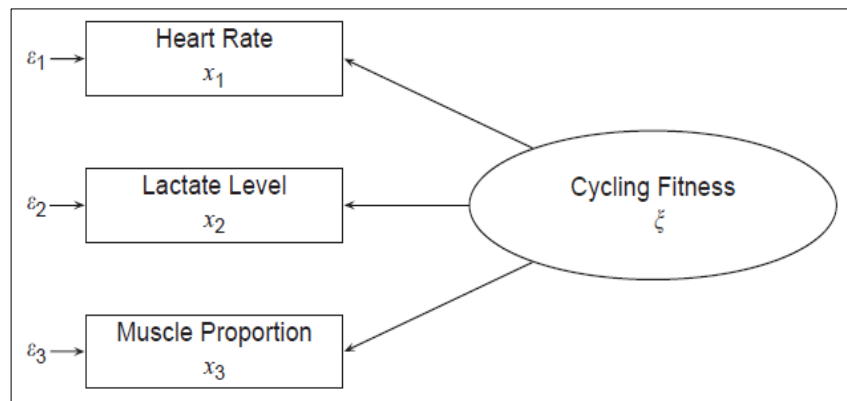 Heart Rate
ε1
x1
Lactate Level
ε2
x2
Cycling Fitness
ξ
Muscle Proportion
ε3
x3